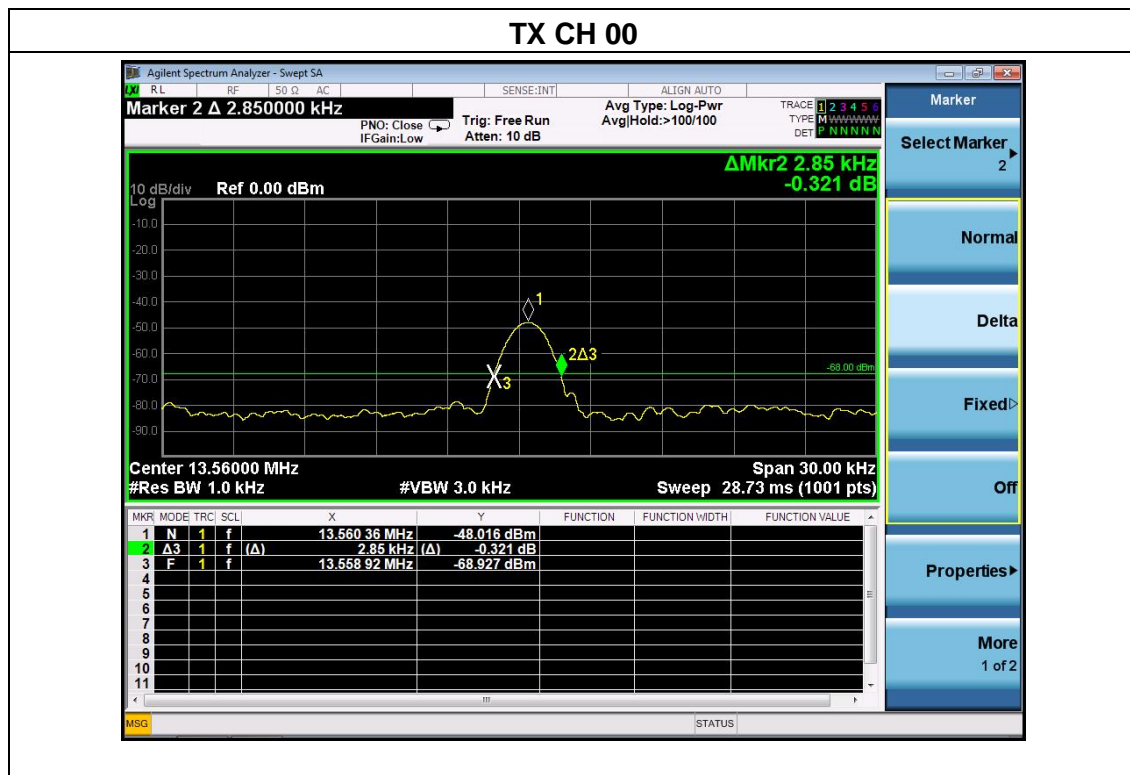 TX CH 00
Agilent Spectrum Analyzer - Swept SA
LXI RL RF 50 Ω AC SENSE:INT ALIGN AUTO
Marker 2 Δ 2.850000 kHz
PNO: Close
IFGain:Low
Trig: Free Run
Atten: 10 dB
Avg Type: Log-Pwr
Avg|Hold:>100/100
TRACE 1 2 3 4 5 6
TYPE M WWWWW
DET P N N N N N
ΔMkr2 2.85 kHz
-0.321 dB
10 dB/div Ref 0.00 dBm
Log
-10.0
-20.0
-30.0
-40.0
-50.0
-60.0
-70.0
-80.0
-90.0
1
2Δ3
3
-68.00 dBm
Center 13.56000 MHz Span 30.00 kHz
#Res BW 1.0 kHz #VBW 3.0 kHz Sweep 28.73 ms (1001 pts)
MKR MODE TRC SCL X Y FUNCTION FUNCTION WIDTH FUNCTION VALUE
1 N 1 f 13.560 36 MHz -48.016 dBm
2 Δ3 1 f (Δ) 2.85 kHz (Δ) -0.321 dB
3 F 1 f 13.558 92 MHz -68.927 dBm
4
5
6
7
8
9
10
11
MSG STATUS
Marker
Select Marker
2
Normal
Delta
Fixed
Off
Properties
More
1 of 2